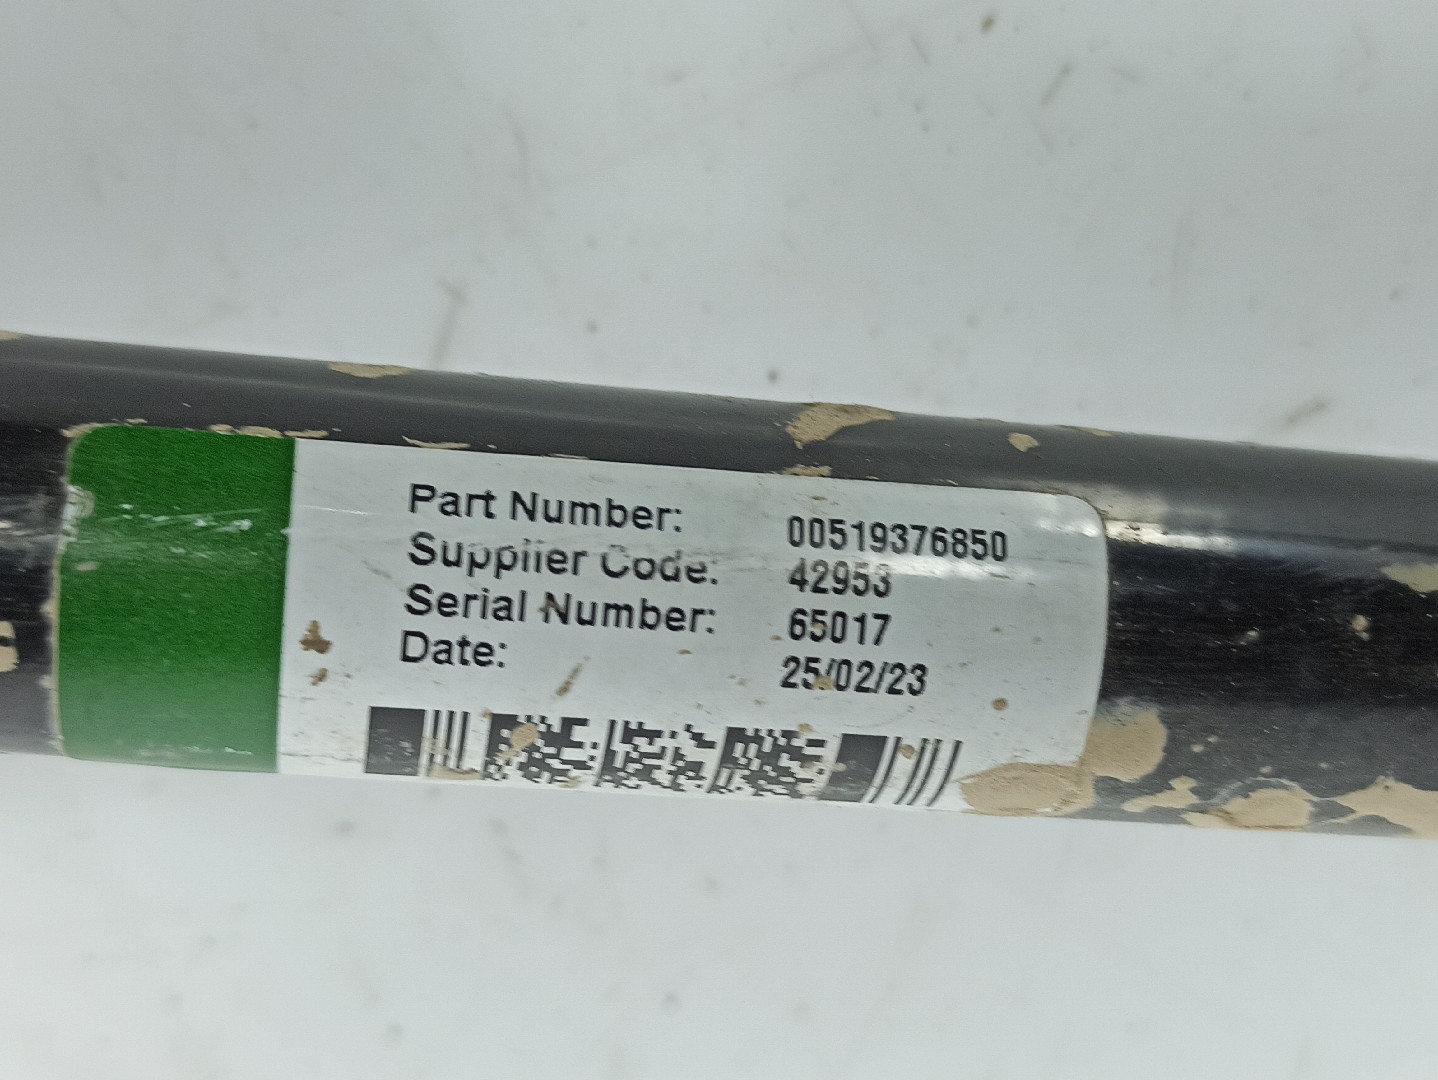 Part Number: 00519376850
Supplier Code: 42953
Serial Number: 65017
Date: 25/02/23